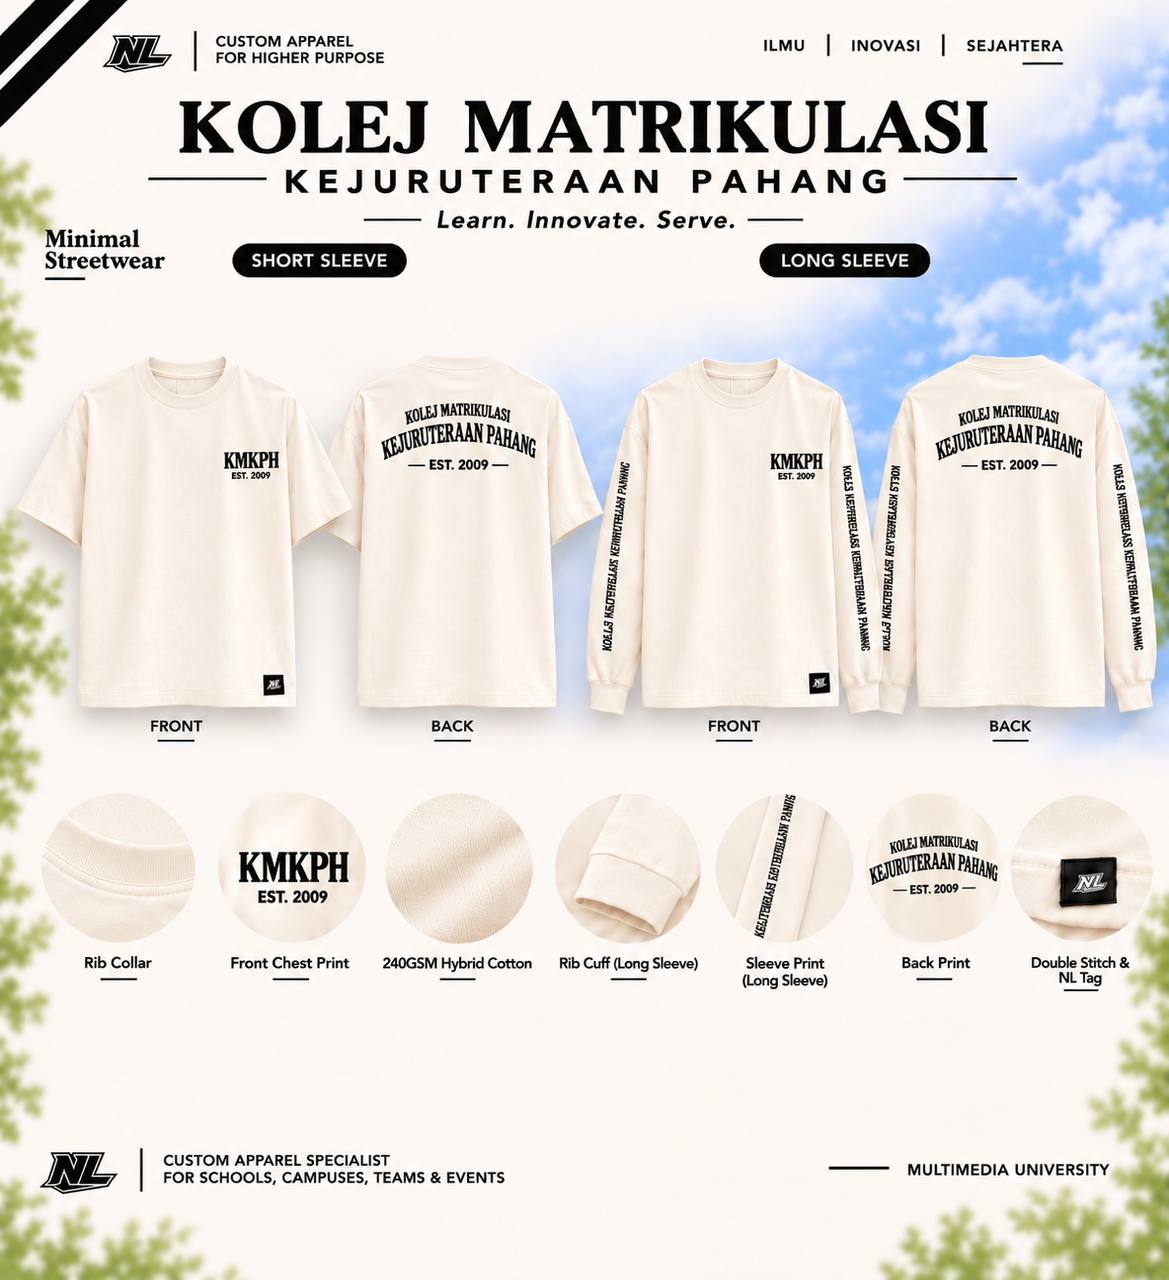 NL
CUSTOM APPAREL
FOR HIGHER PURPOSE
ILMU | INOVASI | SEJAHTERA
KOLEJ MATRIKULASI
KEJURUTERAAN PAHANG
Learn. Innovate. Serve.
Minimal
Streetwear
SHORT SLEEVE
LONG SLEEVE
KMKPH
EST. 2009
KOLEJ MATRIKULASI
KEJURUTERAAN PAHANG
EST. 2009
KMKPH
EST. 2009
KOLEJ MATRIKULASI
KEJURUTERAAN PAHANG
EST. 2009
NL
NL
FRONT
BACK
FRONT
BACK
KMKPH
EST. 2009
KOLEJ MATRIKULASI
KEJURUTERAAN PAHANG
EST. 2009
NL
Rib Collar
Front Chest Print
240GSM Hybrid Cotton
Rib Cuff (Long Sleeve)
Sleeve Print
(Long Sleeve)
Back Print
Double Stitch &
NL Tag
NL
CUSTOM APPAREL SPECIALIST
FOR SCHOOLS, CAMPUSES, TEAMS & EVENTS
MULTIMEDIA UNIVERSITY